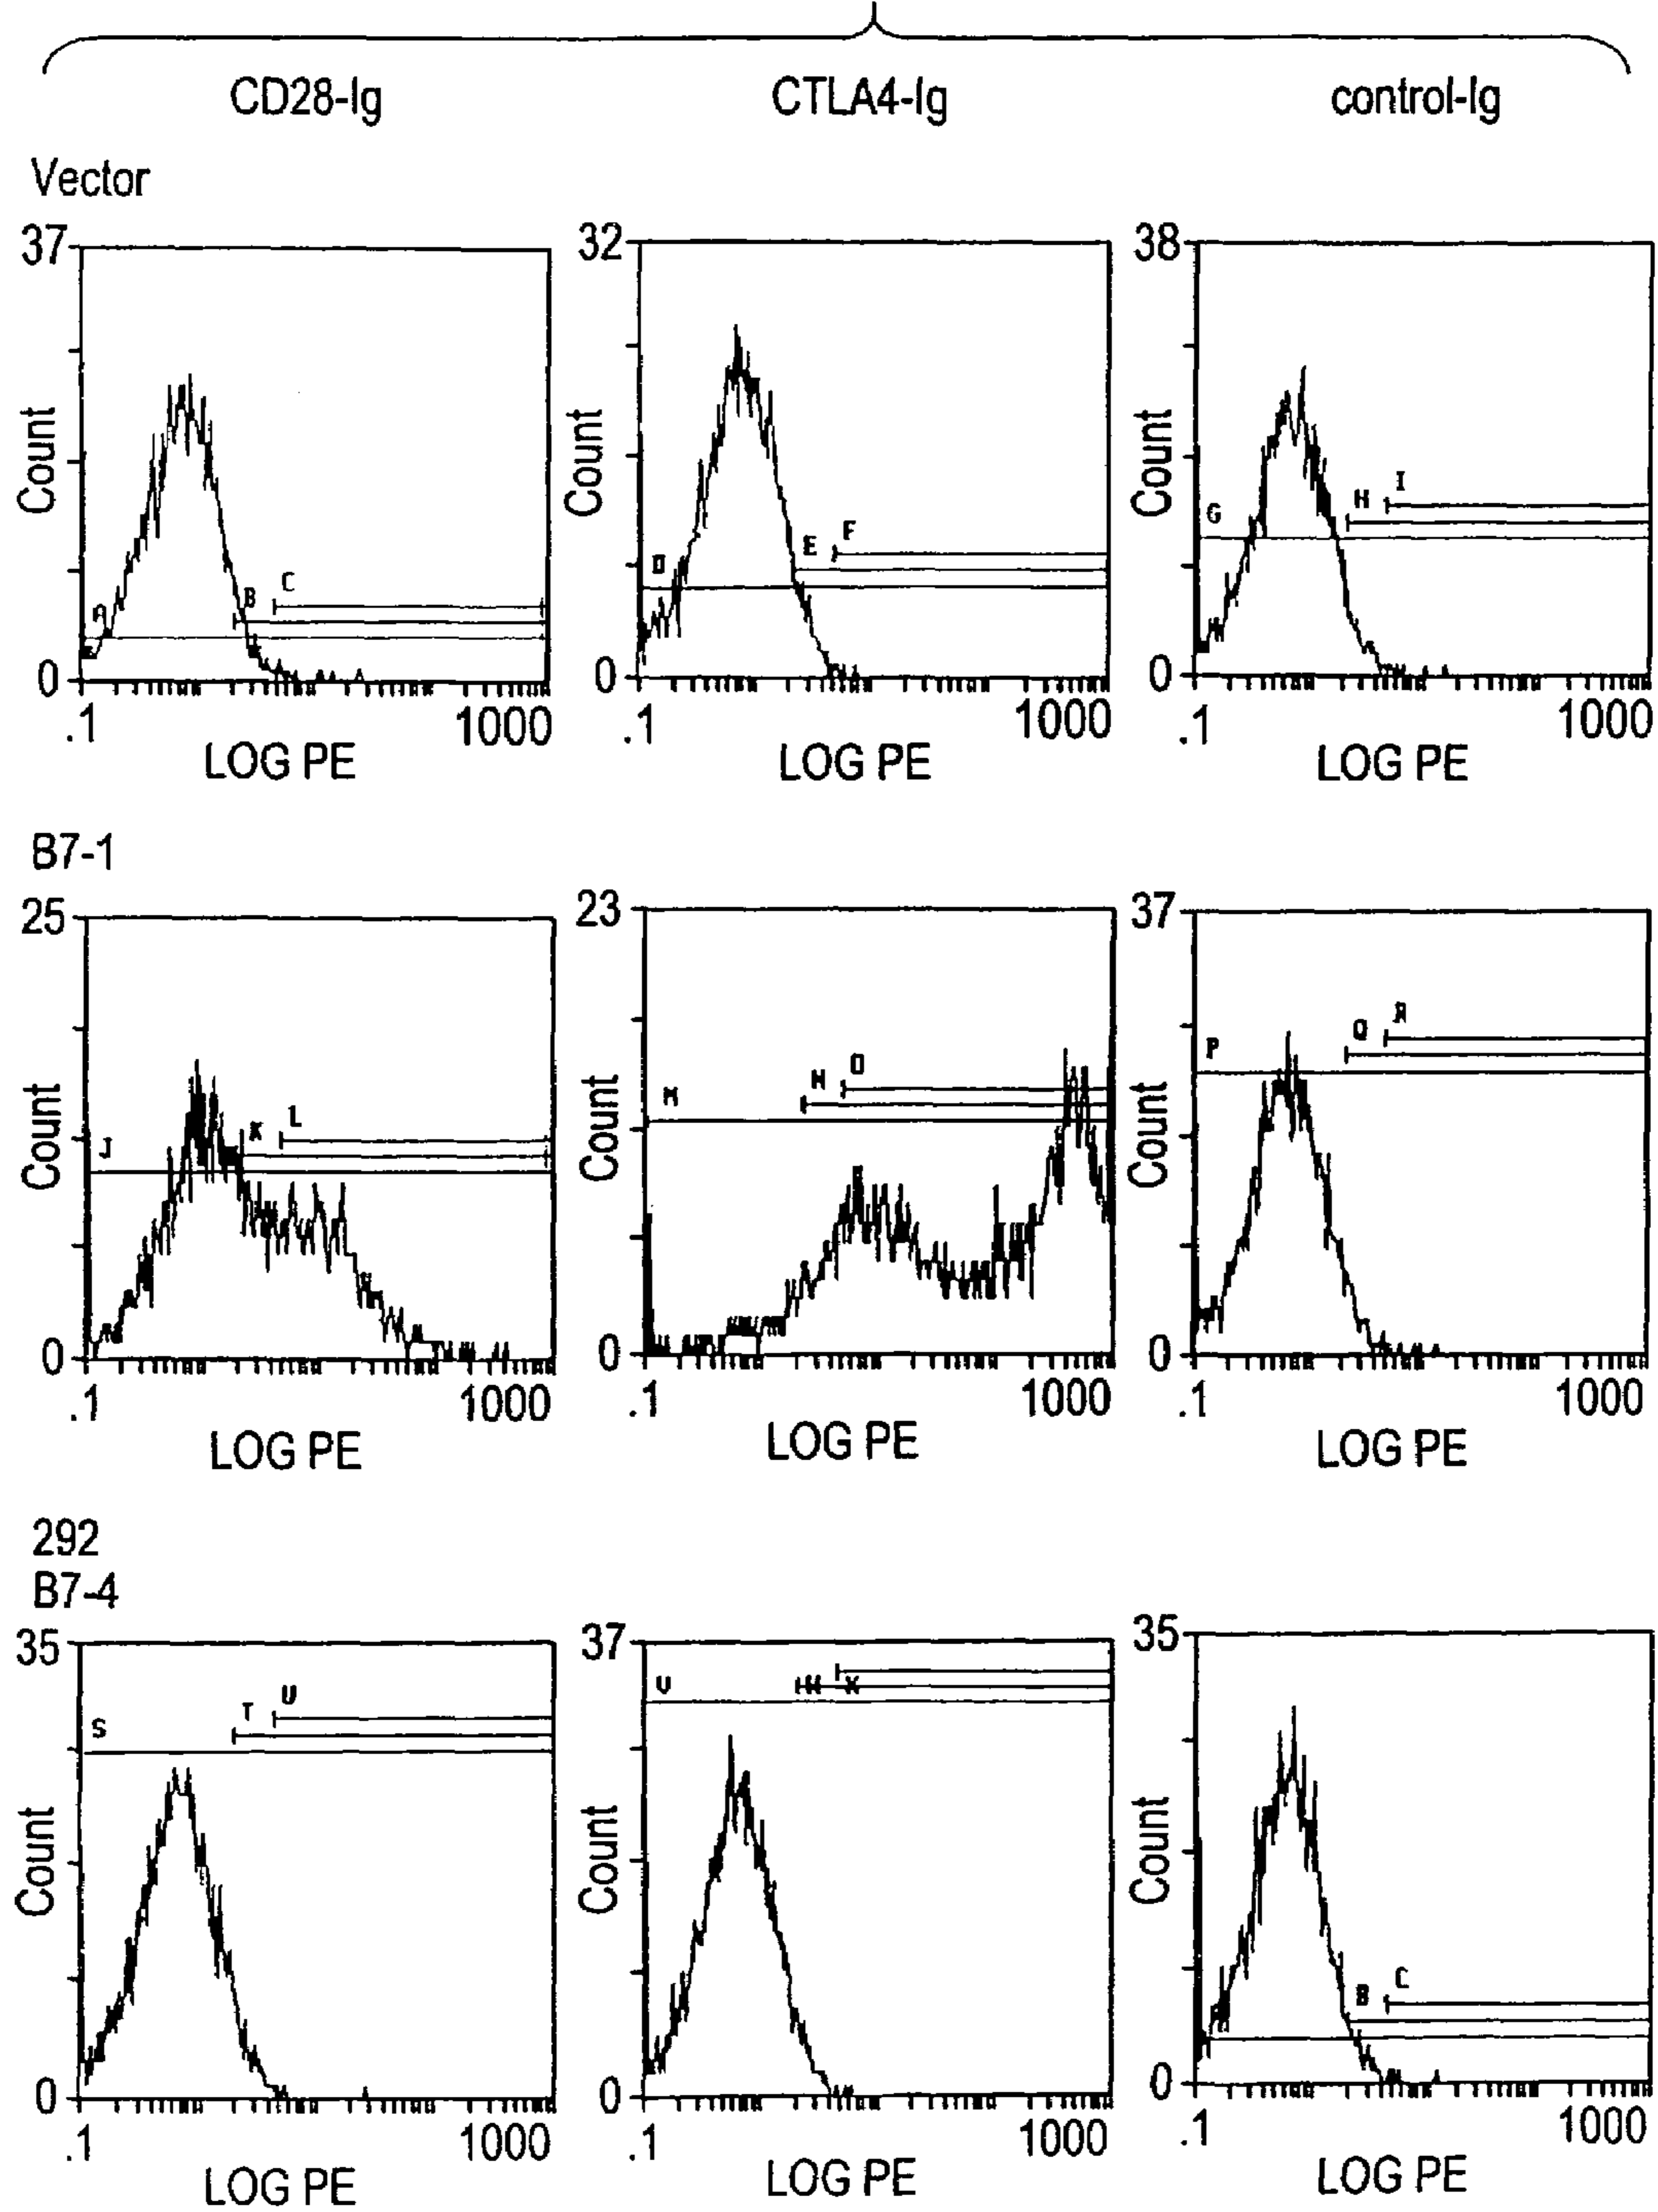 CD28-Ig CTLA4-Ig control-Ig
Vector
37 32 38
Count Count Count
A B C D E F G H I
0 0 0
.1 1000 .1 1000 .1 1000
LOG PE LOG PE LOG PE
B7-1
25 23 37
Count Count Count
J K L M N O P Q R
0 0 0
.1 1000 .1 1000 .1 1000
LOG PE LOG PE LOG PE
292
B7-4
35 37 35
Count Count Count
S T U V W X B C
0 0 0
.1 1000 .1 1000 .1 1000
LOG PE LOG PE LOG PE